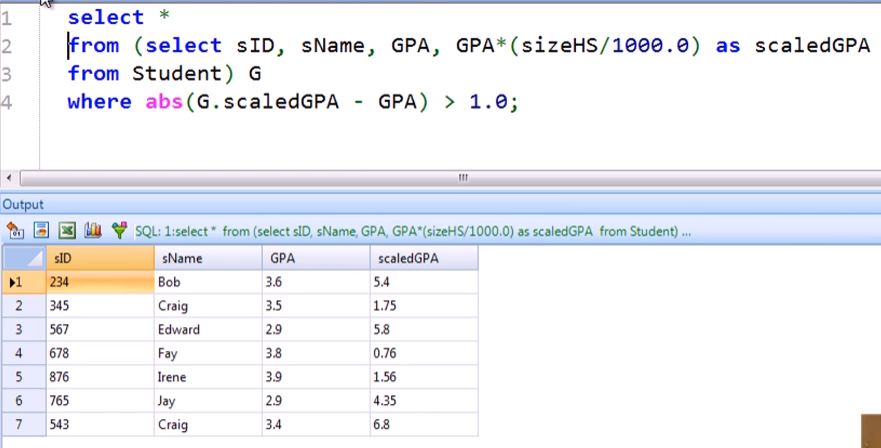 1 select *
2 from (select sID, sName, GPA, GPA*(sizeHS/1000.0) as scaledGPA
3 from Student) G
4 where abs(G.scaledGPA - GPA) > 1.0;
Output
SQL: 1:select * from (select sID, sName, GPA, GPA*(sizeHS/1000.0) as scaledGPA from Student) ...
sID sName GPA scaledGPA
1 234 Bob 3.6 5.4
2 345 Craig 3.5 1.75
3 567 Edward 2.9 5.8
4 678 Fay 3.8 0.76
5 876 Irene 3.9 1.56
6 765 Jay 2.9 4.35
7 543 Craig 3.4 6.8